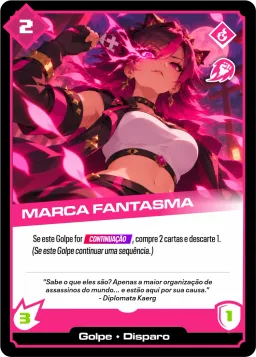 2
MARCA FANTASMA
Se este Golpe for CONTINUAÇÃO, compre 2 cartas e descarte 1.
(Se este Golpe continuar uma sequência.)
"Sabe o que eles são? Apenas a maior organização de
assassinos do mundo... e estão aqui por sua causa."
- Diplomata Kaerg
3
1
Golpe • Disparo